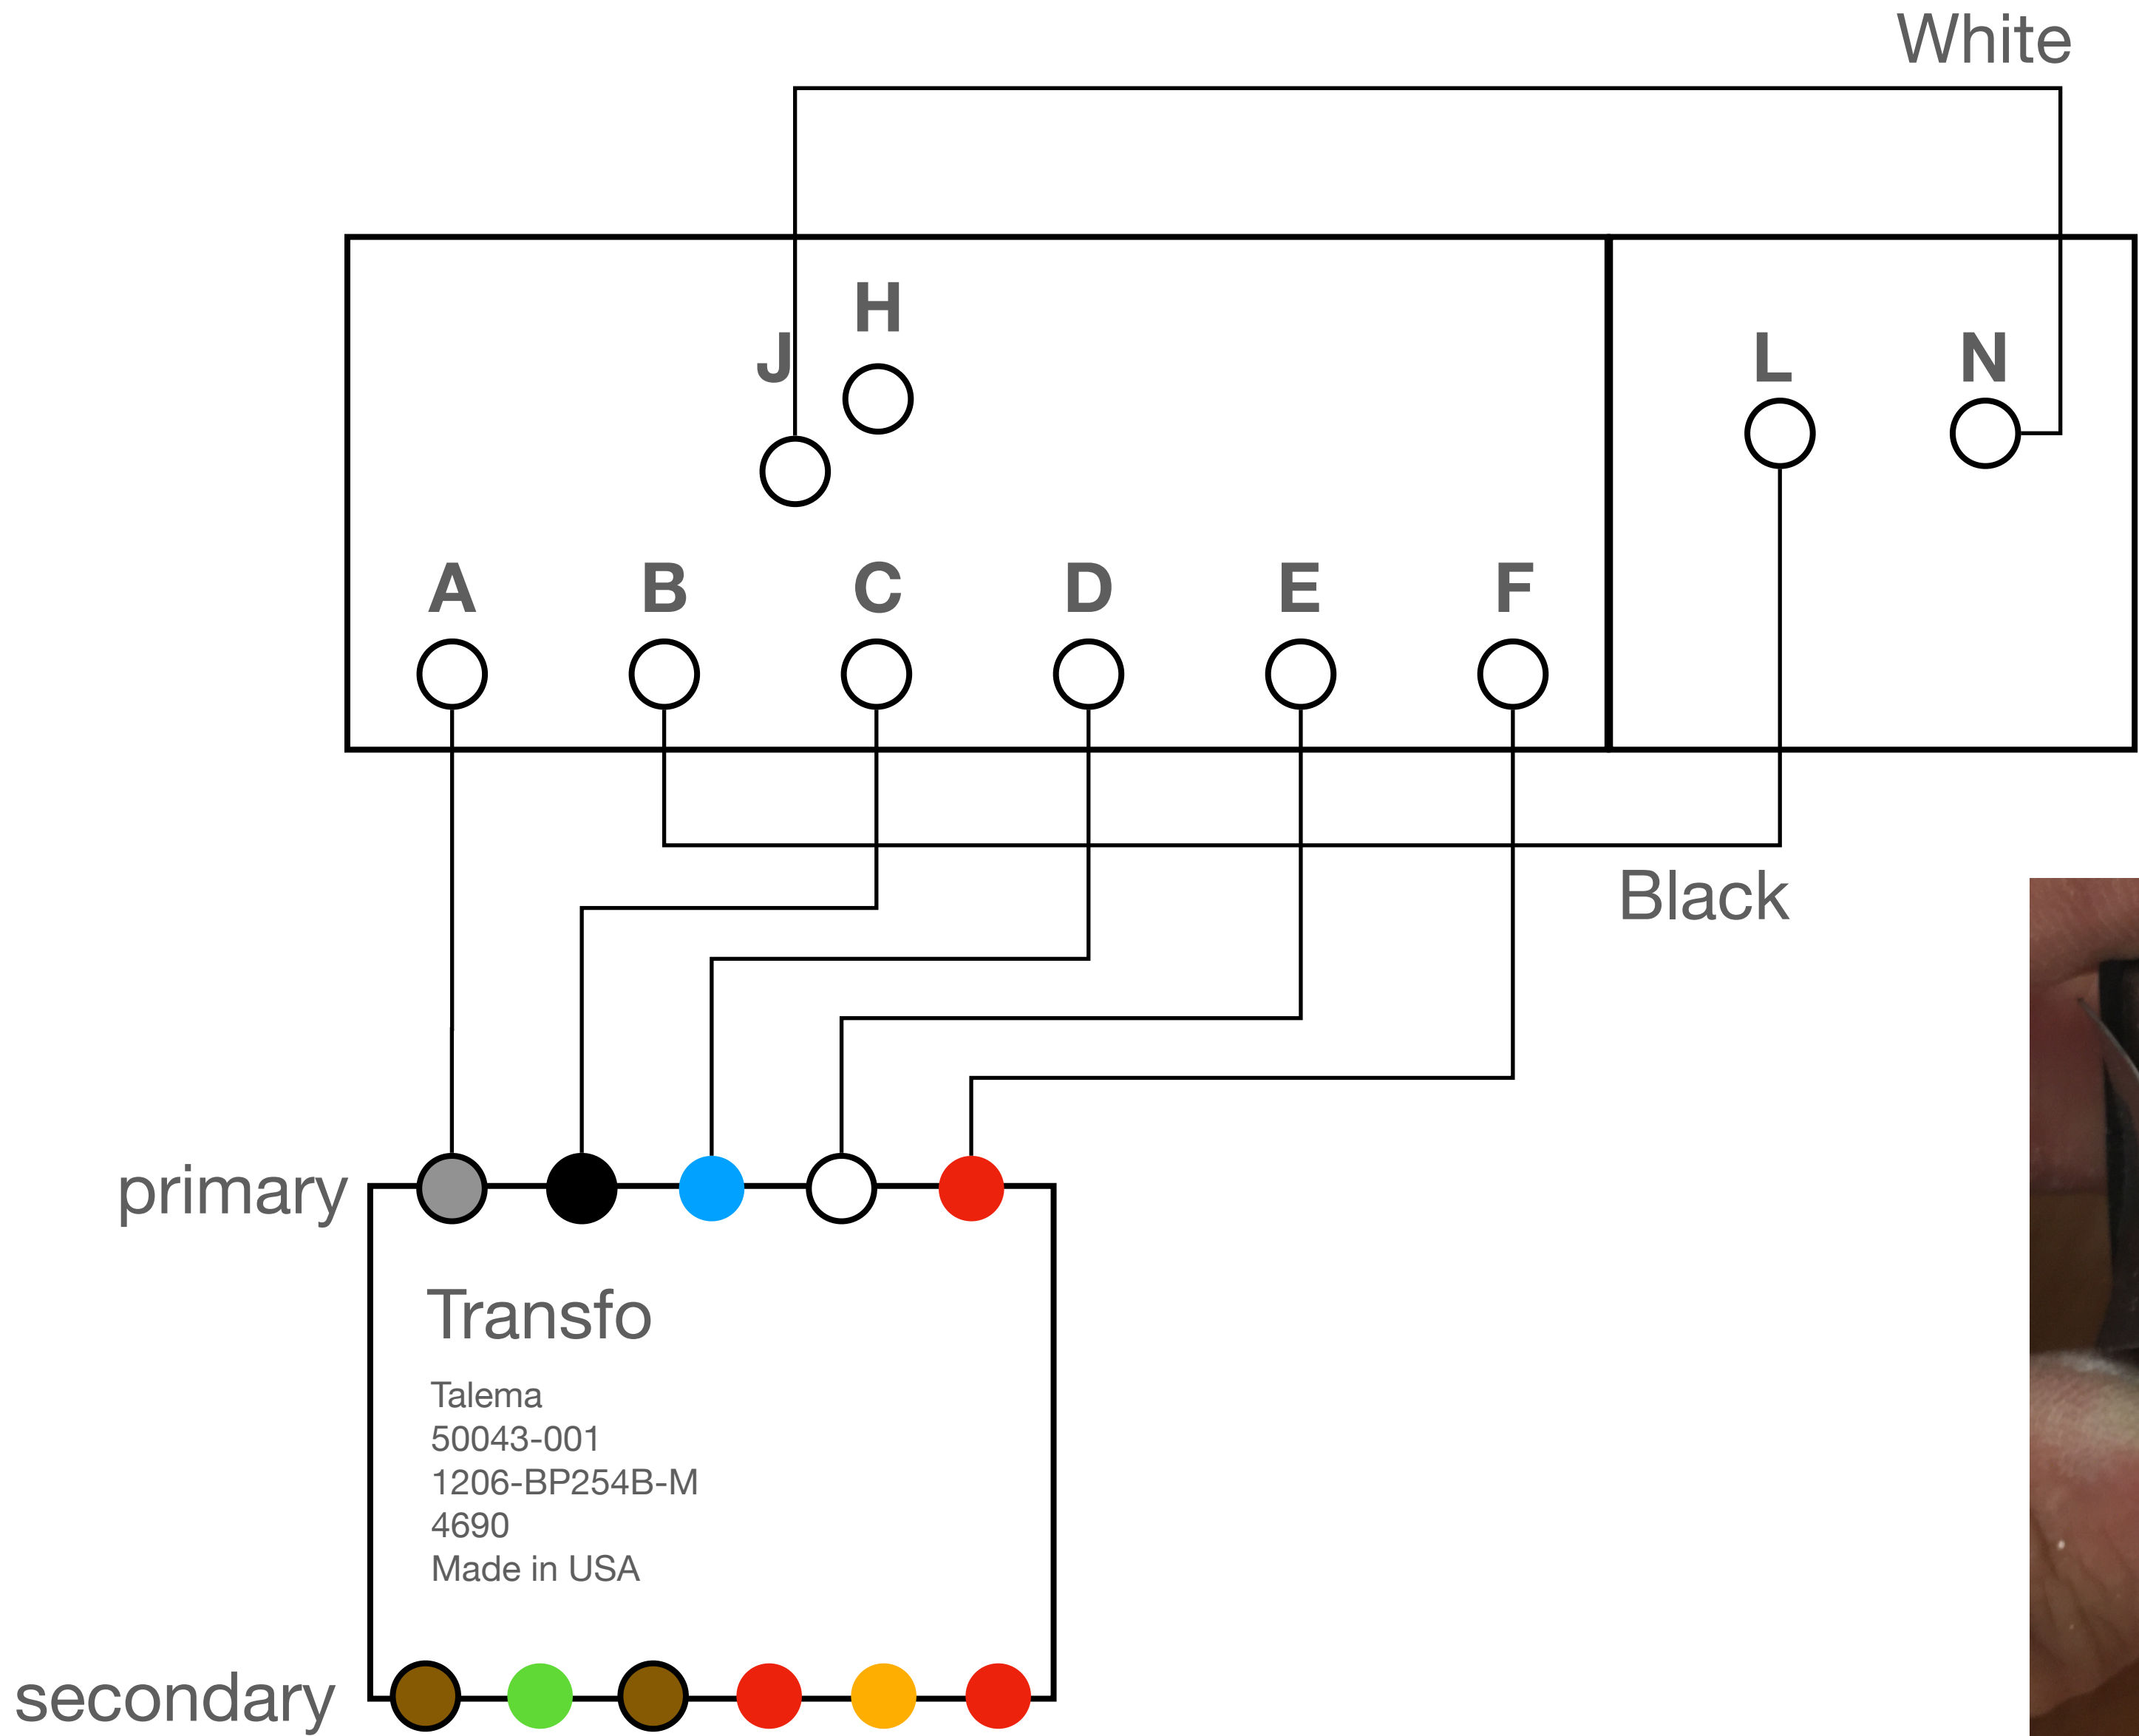 White
H
J
L
N
A
B
C
D
E
F
Black
primary
Transfo
Talema
50043-001
1206-BP254B-M
4690
Made in USA
secondary